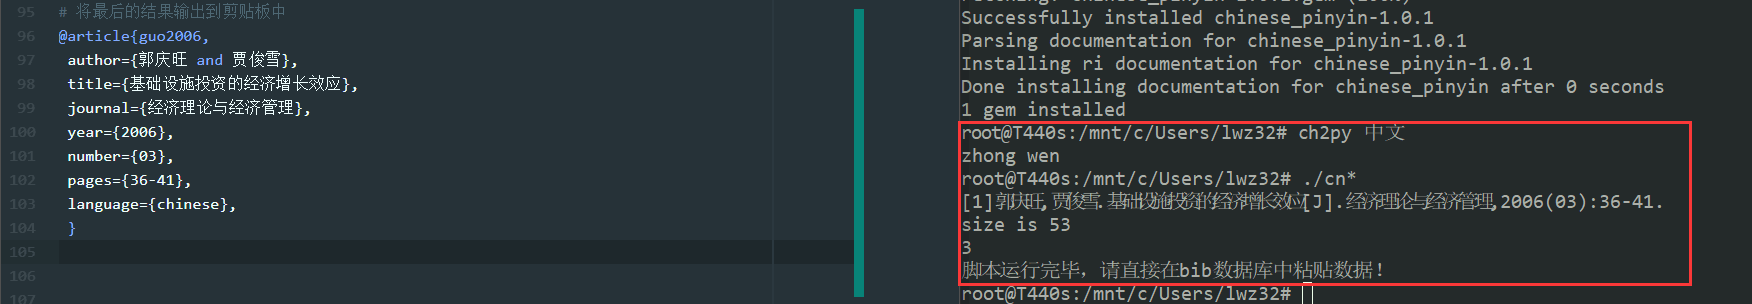 95 # 将最后的结果输出到剪贴板中
96 @article{guo2006,
97 author={郭庆旺 and 贾俊雪},
98 title={基础设施投资的经济增长效应},
99 journal={经济理论与经济管理},
100 year={2006},
101 number={03},
102 pages={36-41},
103 language={chinese},
104 }
105
106
107
Successfully installed chinese_pinyin-1.0.1
Parsing documentation for chinese_pinyin-1.0.1
Installing ri documentation for chinese_pinyin-1.0.1
Done installing documentation for chinese_pinyin after 0 seconds
1 gem installed
root@T440s:/mnt/c/Users/lwz32# ch2py 中文
zhong wen
root@T440s:/mnt/c/Users/lwz32# ./cn*
[1]郭庆旺,贾俊雪.基础设施投资的经济增长效应[J].经济理论与经济管理,2006(03):36-41.
size is 53
3
脚本运行完毕，请直接在bib数据库中粘贴数据！
root@T440s:/mnt/c/Users/lwz32#